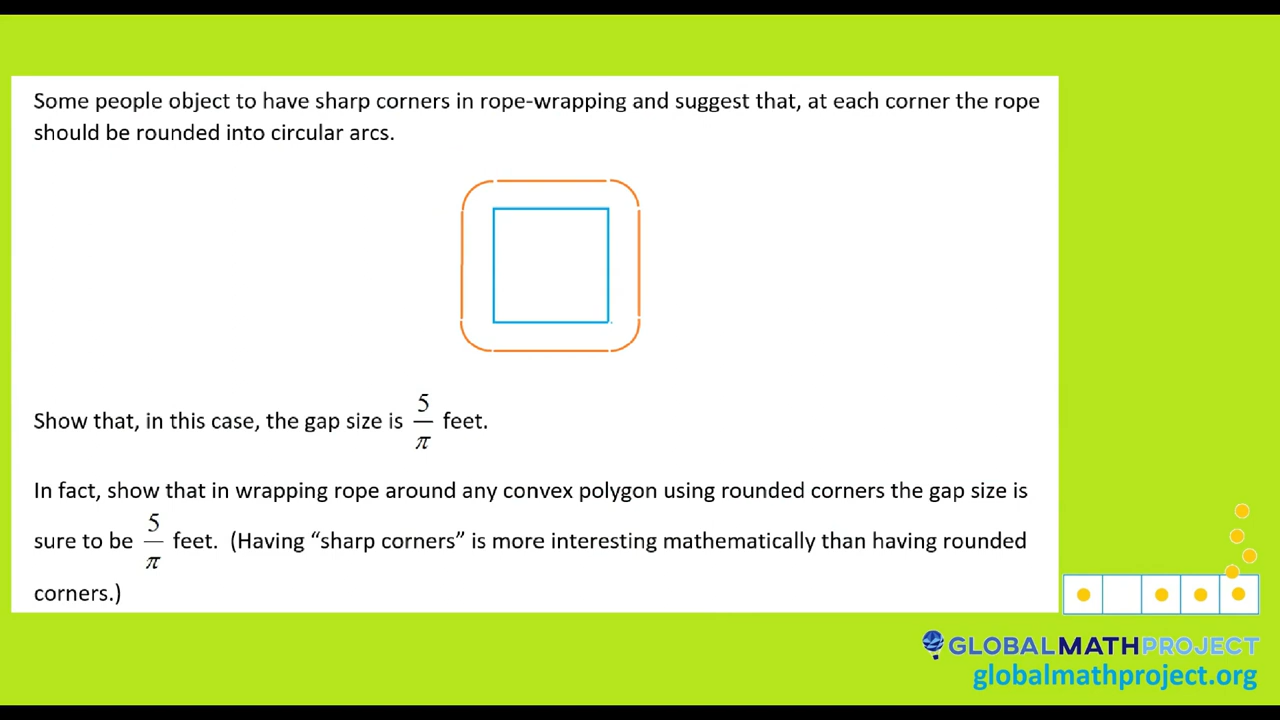 Some people object to have sharp corners in rope-wrapping and suggest that, at each corner the rope
should be rounded into circular arcs.
Show that, in this case, the gap size is 5/π feet.
In fact, show that in wrapping rope around any convex polygon using rounded corners the gap size is
sure to be 5/π feet. (Having “sharp corners” is more interesting mathematically than having rounded
corners.)
GLOBALMATHPROJECT
globalmathproject.org